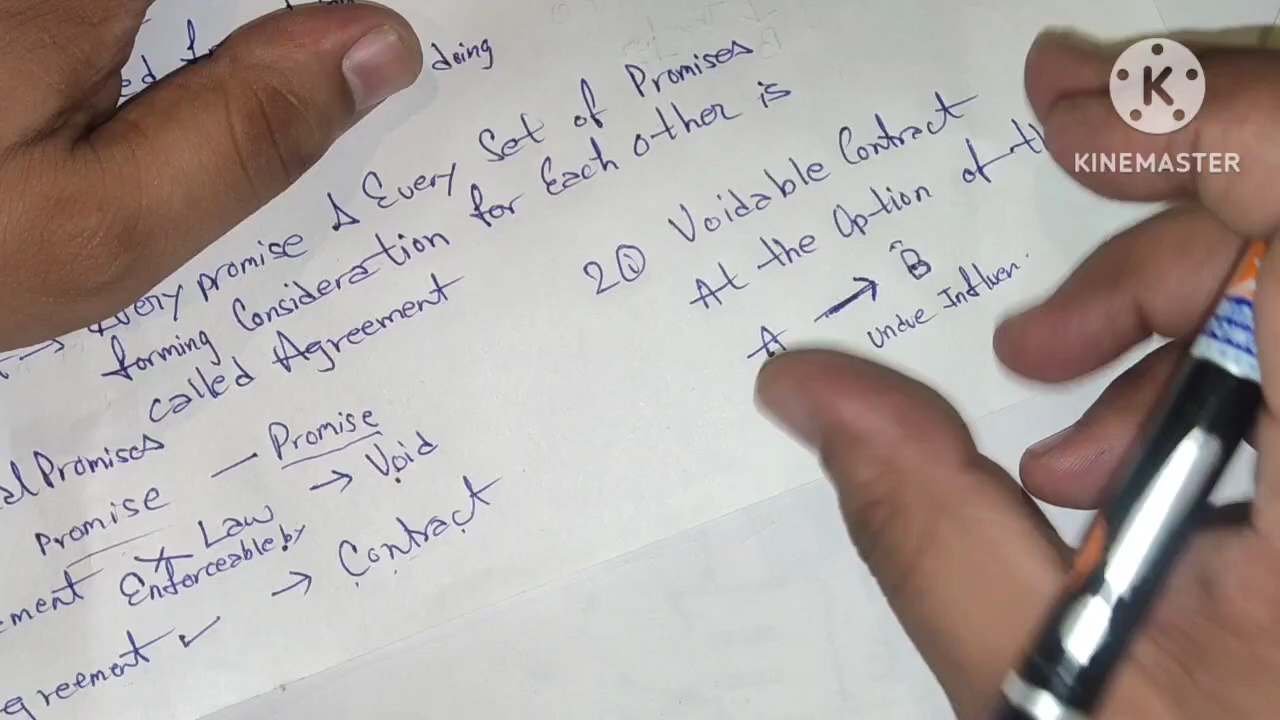 doing
Every promise & Every Set of Promises
forming Consideration for Each other is
called Agreement
Promises
Promise — Promise
X Law → Void
Enforceable by
Agreement ✓ → Contract
2(i) Voidable Contract
At the Option of
A → B
undue Influen.
KINEMASTER